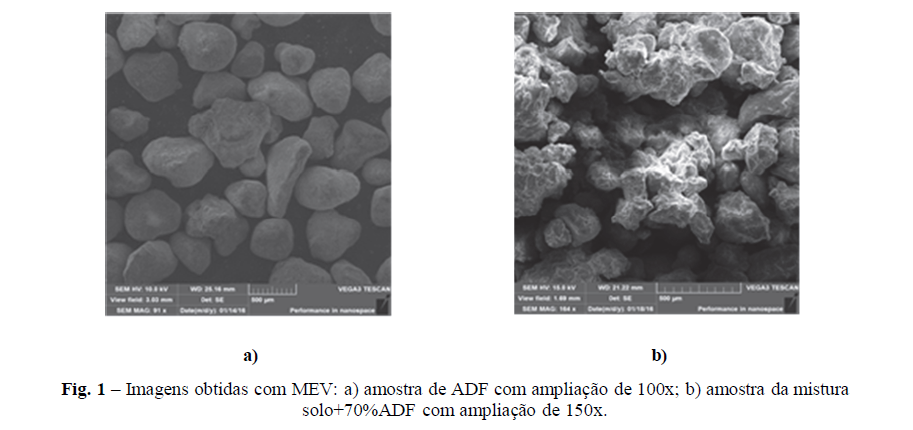 SEM HV: 10.0 kV WD: 25.16 mm VEGA3 TESCAN
View field: 3.03 mm Det: SE 500 µm
SEM MAG: 91 x Date(m/d/y): 01/14/16 Performance in nanospace
SEM HV: 10.0 kV WD: 21.22 mm VEGA3 TESCAN
View field: 1.68 mm Det: SE 500 µm
SEM MAG: 164 x Date(m/d/y): 01/18/16 Performance in nanospace
a) b)
Fig. 1 – Imagens obtidas com MEV: a) amostra de ADF com ampliação de 100x; b) amostra da mistura
solo+70%ADF com ampliação de 150x.